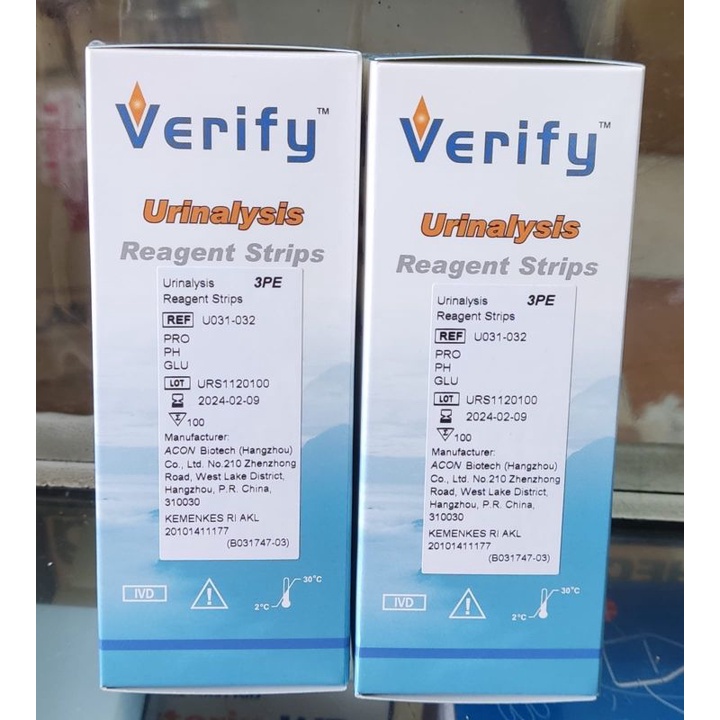 Verify™
Urinalysis
Reagent Strips
Urinalysis 3PE
Reagent Strips
REF U031-032
PRO
PH
GLU
LOT URS1120100
2024-02-09
Σ 100
Manufacturer:
ACON Biotech (Hangzhou)
Co., Ltd. No.210 Zhenzhong
Road, West Lake District,
Hangzhou, P.R. China,
310030
KEMENKES RI AKL
20101411177
(B031747-03)
IVD
30°C
2°C
Verify™
Urinalysis
Reagent Strips
Urinalysis 3PE
Reagent Strips
REF U031-032
PRO
PH
GLU
LOT URS1120100
2024-02-09
Σ 100
Manufacturer:
ACON Biotech (Hangzhou)
Co., Ltd. No.210 Zhenzhong
Road, West Lake District,
Hangzhou, P.R. China,
310030
KEMENKES RI AKL
20101411177
(B031747-03)
IVD
30°C
2°C